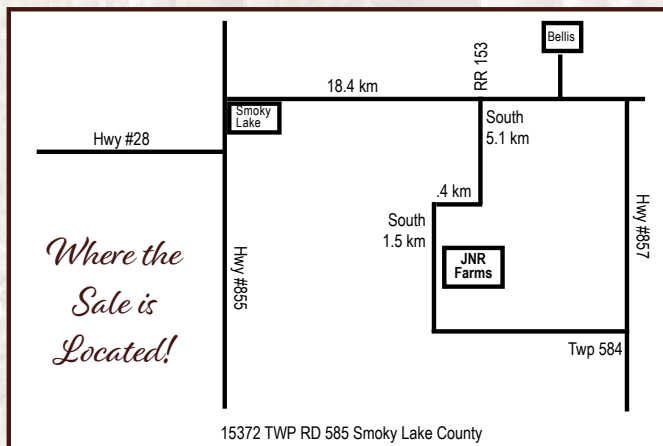 Bellis
RR 153
18.4 km
Smoky
Lake
South
5.1 km
Hwy #28
.4 km
South
1.5 km
Hwy #855
Hwy #857
JNR
Farms
Where the
Sale is
Located!
Twp 584
15372 TWP RD 585 Smoky Lake County